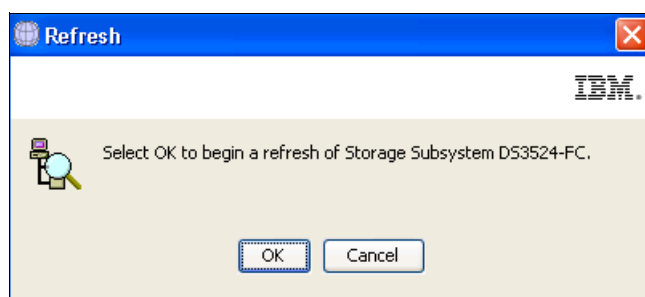 Refresh
IBM.
Select OK to begin a refresh of Storage Subsystem DS3524-FC.
OK
Cancel